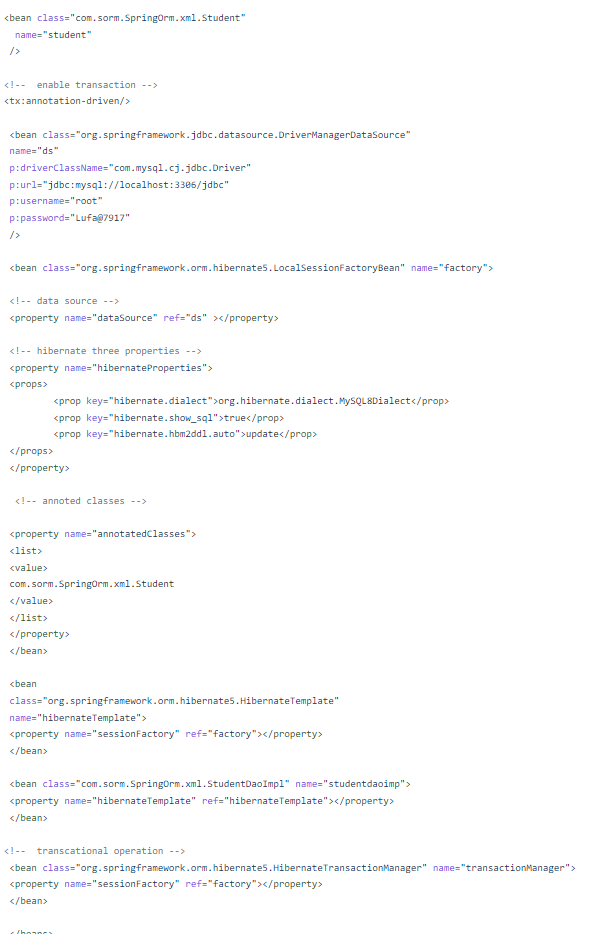 <bean class="com.sorm.SpringOrm.xml.Student"
name="student"
/>
<!--  enable transaction -->
<tx:annotation-driven/>
<bean class="org.springframework.jdbc.datasource.DriverManagerDataSource"
name="ds"
p:driverClassName="com.mysql.cj.jdbc.Driver"
p:url="jdbc:mysql://localhost:3306/jdbc"
p:username="root"
p:password="Lufa@7917"
/>
<bean class="org.springframework.orm.hibernate5.LocalSessionFactoryBean" name="factory">
<!-- data source -->
<property name="dataSource" ref="ds" ></property>
<!-- hibernate three properties -->
<property name="hibernateProperties">
<props>
<prop key="hibernate.dialect">org.hibernate.dialect.MySQL8Dialect</prop>
<prop key="hibernate.show_sql">true</prop>
<prop key="hibernate.hbm2ddl.auto">update</prop>
</props>
</property>
<!-- annoted classes -->
<property name="annotatedClasses">
<list>
<value>
com.sorm.SpringOrm.xml.Student
</value>
</list>
</property>
</bean>
<bean
class="org.springframework.orm.hibernate5.HibernateTemplate"
name="hibernateTemplate">
<property name="sessionFactory" ref="factory"></property>
</bean>
<bean class="com.sorm.SpringOrm.xml.StudentDaoImpl" name="studentdaoimp">
<property name="hibernateTemplate" ref="hibernateTemplate"></property>
</bean>
<!--  transcational operation -->
<bean class="org.springframework.orm.hibernate5.HibernateTransactionManager" name="transactionManager">
<property name="sessionFactory" ref="factory"></property>
</bean>
</beans>